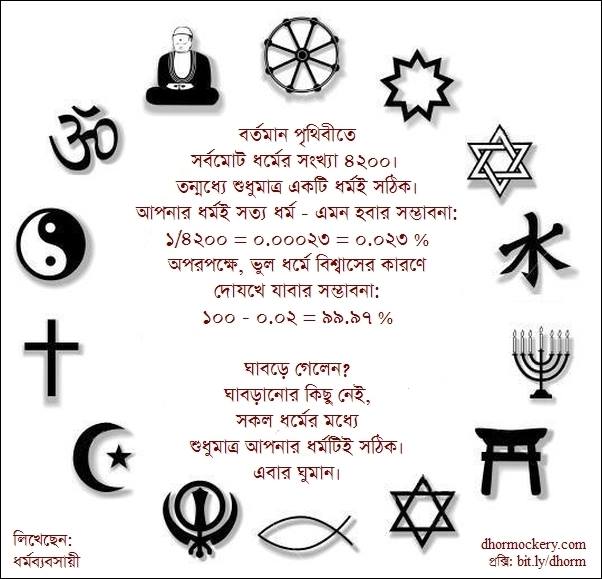 বর্তমান পৃথিবীতে
সর্বমোট ধর্মের সংখ্যা ৪২০০।
তন্মধ্যে শুধুমাত্র একটি ধর্মই সঠিক।
আপনার ধর্মই সত্য ধর্ম - এমন হবার সম্ভাবনা:
১/৪২০০ = ০.০০০২৩ = ০.০২৩ %
অপরপক্ষে, ভুল ধর্মে বিশ্বাসের কারণে
দোযখে যাবার সম্ভাবনা:
১০০ - ০.০২ = ৯৯.৯৭ %
ঘাবড়ে গেলেন?
ঘাবড়ানোর কিছু নেই,
সকল ধর্মের মধ্যে
শুধুমাত্র আপনার ধর্মটিই সঠিক।
এবার ঘুমান।
লিখেছেন:
ধর্মব্যবসায়ী
dhormockery.com
প্রক্সি: bit.ly/dhorm